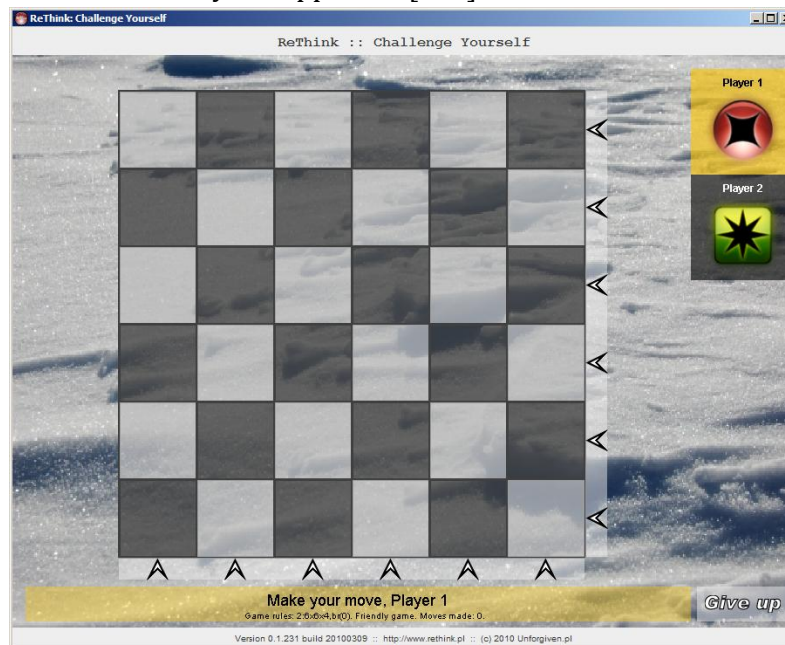 ReThink: Challenge Yourself
ReThink :: Challenge Yourself
Player 1
Player 2
Make your move, Player 1
Game rules: 2:6x6x4,br(0). Friendly game. Moves made: 0.
Give up
Version 0.1.231 build 20100309 :: http://www.rethink.pl :: (c) 2010 Unforgiven.pl